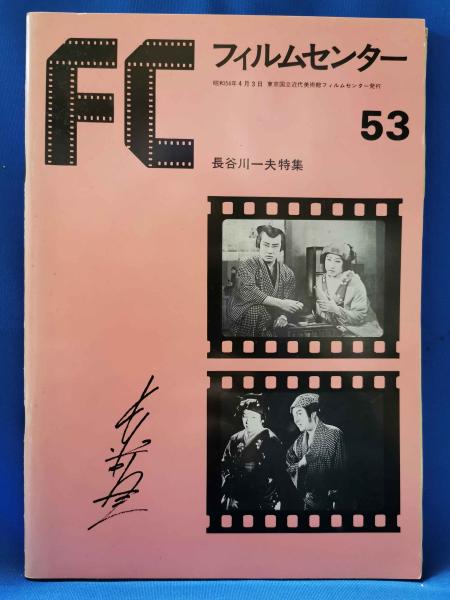 FC
フィルムセンター
昭和54年4月3日 東京国立近代美術館フィルムセンター発行
53
長谷川一夫特集